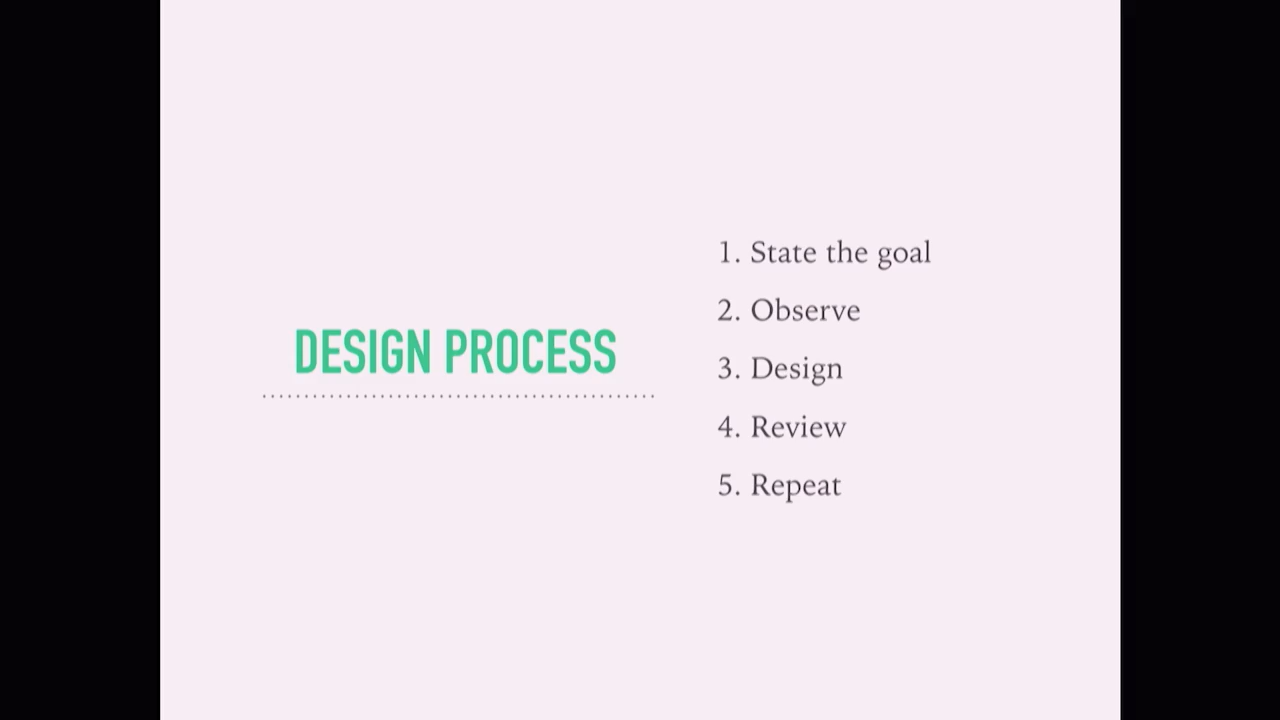 DESIGN PROCESS
1. State the goal
2. Observe
3. Design
4. Review
5. Repeat